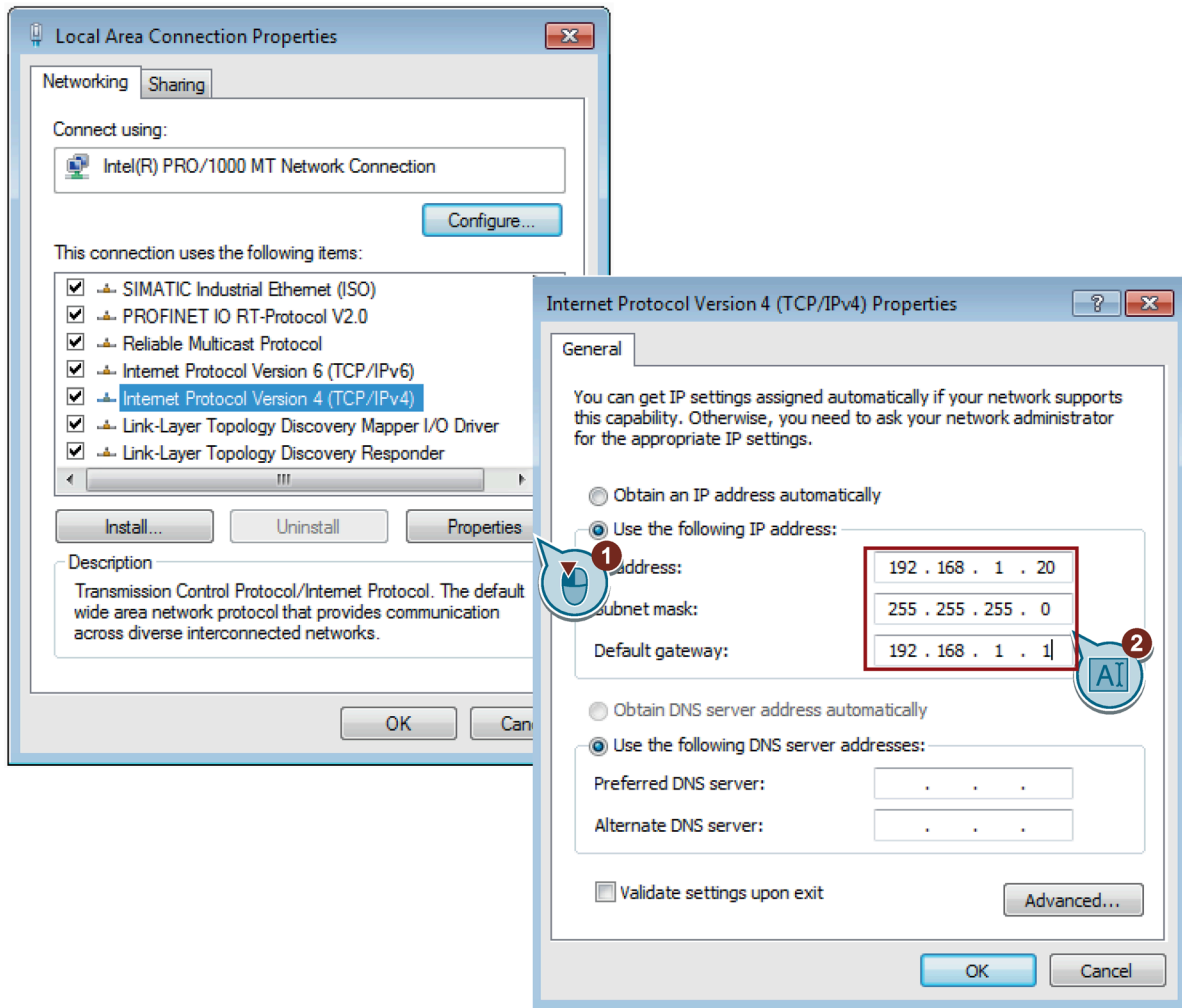 Local Area Connection Properties
Networking
Sharing
Connect using:
Intel(R) PRO/1000 MT Network Connection
Configure...
This connection uses the following items:
SIMATIC Industrial Ethernet (ISO)
PROFINET IO RT-Protocol V2.0
Reliable Multicast Protocol
Internet Protocol Version 6 (TCP/IPv6)
Internet Protocol Version 4 (TCP/IPv4)
Link-Layer Topology Discovery Mapper I/O Driver
Link-Layer Topology Discovery Responder
Install...
Uninstall
Properties
Description
Transmission Control Protocol/Internet Protocol. The default
wide area network protocol that provides communication
across diverse interconnected networks.
OK
Can
1
Internet Protocol Version 4 (TCP/IPv4) Properties
General
You can get IP settings assigned automatically if your network supports
this capability. Otherwise, you need to ask your network administrator
for the appropriate IP settings.
Obtain an IP address automatically
Use the following IP address:
address: 192 . 168 . 1 . 20
ubnet mask: 255 . 255 . 255 . 0
Default gateway: 192 . 168 . 1 . 1
2
A
Obtain DNS server address automatically
Use the following DNS server addresses:
Preferred DNS server: . . .
Alternate DNS server: . . .
Validate settings upon exit
Advanced...
OK
Cancel